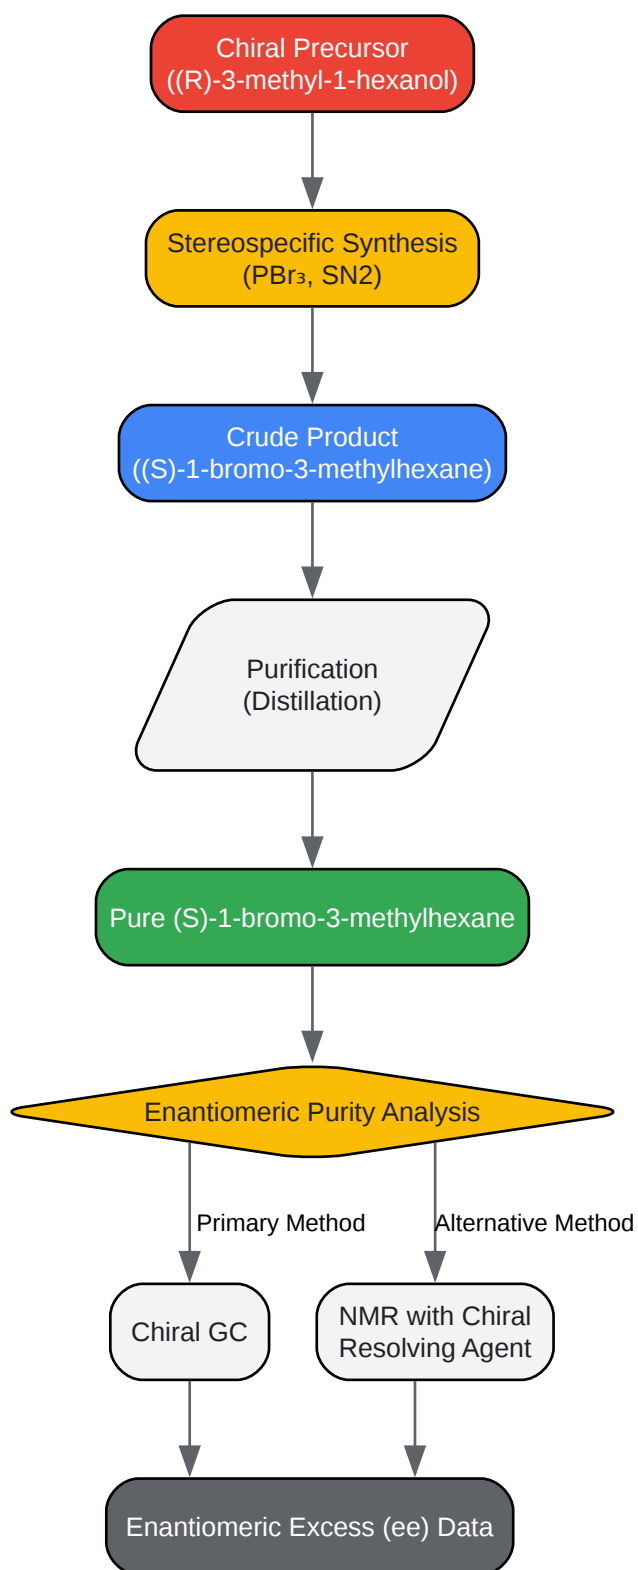 Chiral Precursor
((R)-3-methyl-1-hexanol)
Stereospecific Synthesis
(PBr₃, SN2)
Crude Product
((S)-1-bromo-3-methylhexane)
Purification
(Distillation)
Pure (S)-1-bromo-3-methylhexane
Enantiomeric Purity Analysis
Primary Method
Alternative Method
Chiral GC
NMR with Chiral
Resolving Agent
Enantiomeric Excess (ee) Data